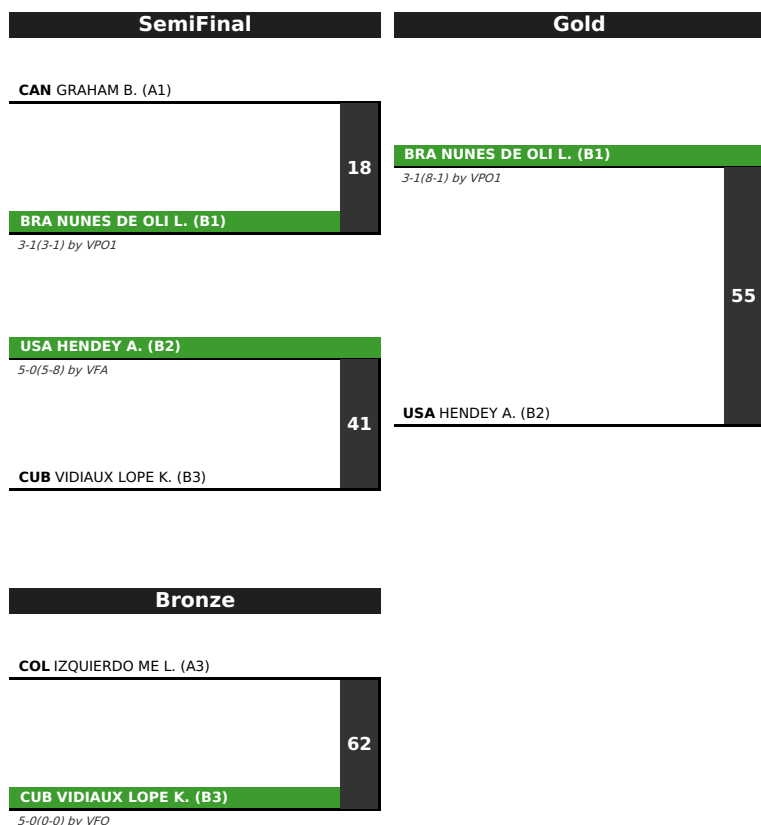 SemiFinal
CAN GRAHAM B. (A1)
18
BRA NUNES DE OLI L. (B1)
3-1(3-1) by VPO1
USA HENDEY A. (B2)
5-0(5-8) by VFA
41
CUB VIDIAUX LOPE K. (B3)
Gold
BRA NUNES DE OLI L. (B1)
3-1(8-1) by VPO1
55
USA HENDEY A. (B2)
Bronze
COL IZQUIERDO ME L. (A3)
62
CUB VIDIAUX LOPE K. (B3)
5-0(0-0) by VFO